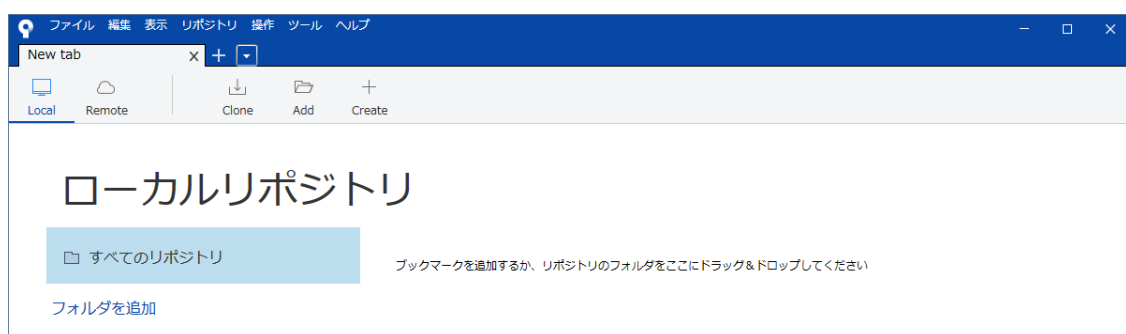 ファイル 編集 表示 リポジトリ 操作 ツール ヘルプ
New tab
Local Remote Clone Add Create
ローカルリポジトリ
すべてのリポジトリ
ブックマークを追加するか、リポジトリのフォルダをここにドラッグ&ドロップしてください
フォルダを追加